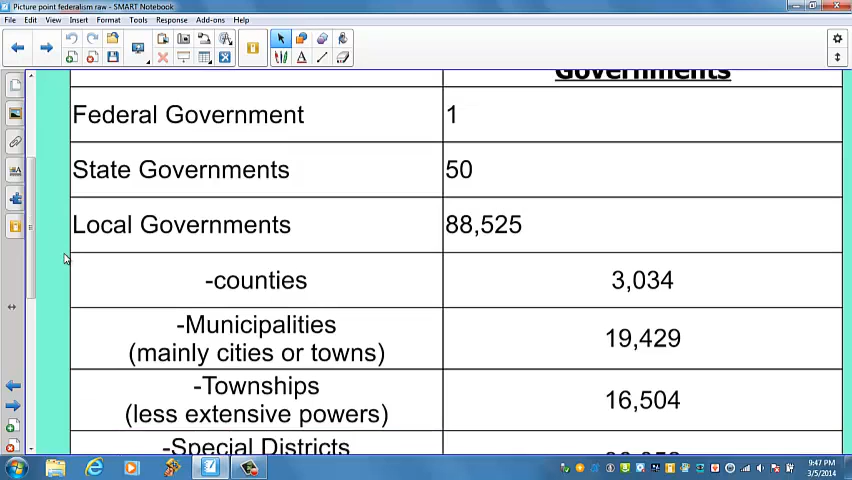 Picture point federalism raw - SMART Notebook
File Edit View Insert Format Tools Response Add-ons Help
Governments
Federal Government 1
State Governments 50
Local Governments 88,525
-counties 3,034
-Municipalities
(mainly cities or towns) 19,429
-Townships
(less extensive powers) 16,504
-Special Districts
9:47 PM
3/5/2014